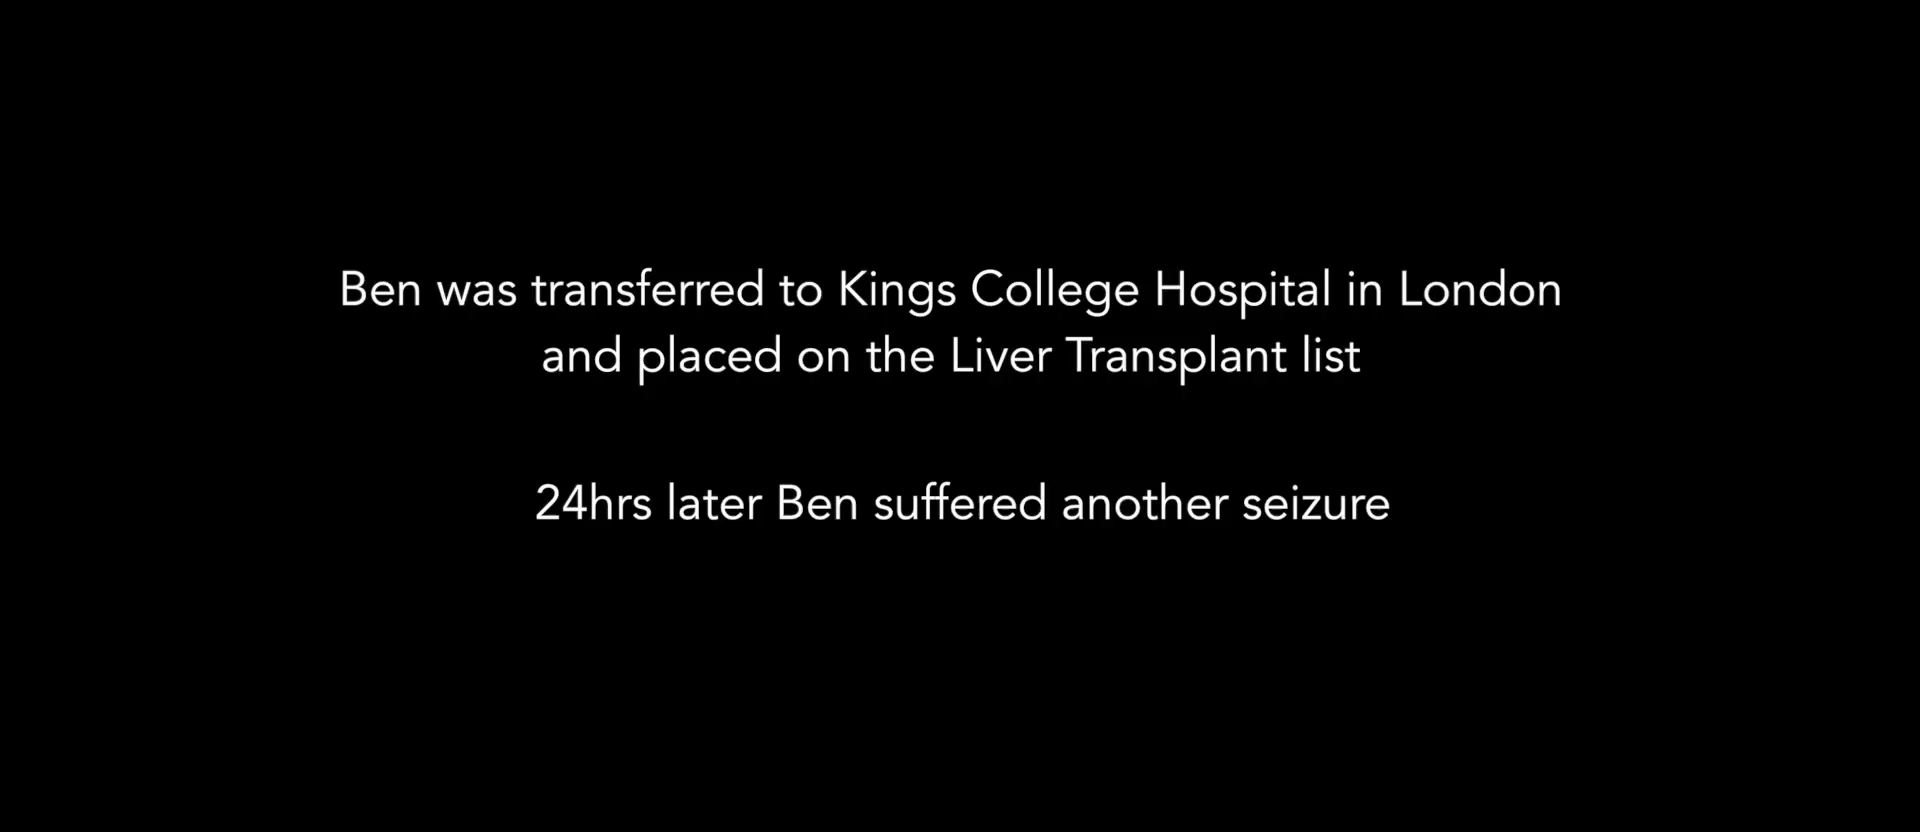 Ben was transferred to Kings College Hospital in London
and placed on the Liver Transplant list
24hrs later Ben suffered another seizure